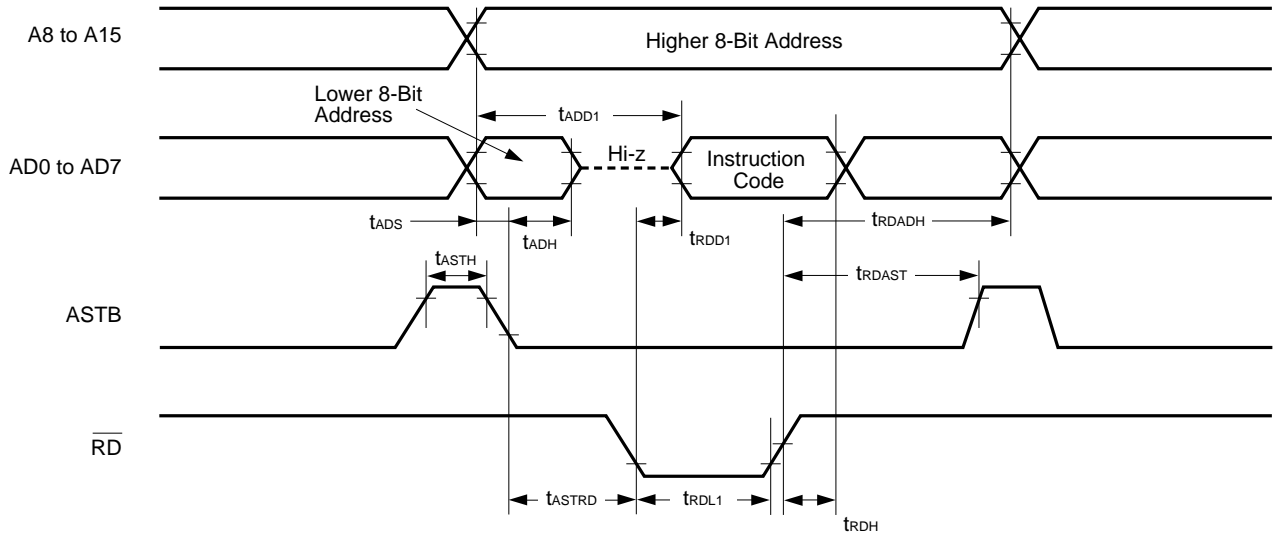 A8 to A15
Higher 8-Bit Address
Lower 8-Bit
Address
tADD1
AD0 to AD7
Hi-z
Instruction
Code
tADS
tADH
tRDD1
tRDADH
tASTH
tRDAST
ASTB
RD
tASTRD
tRDL1
tRDH